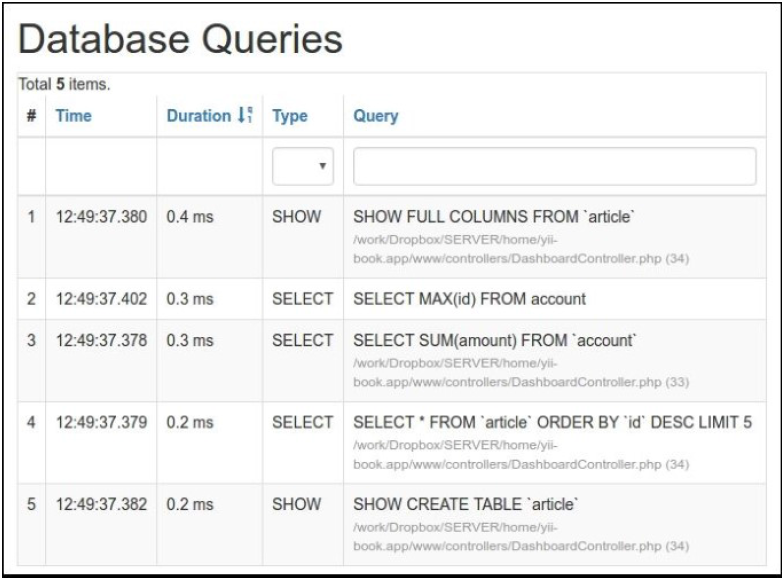 Database Queries
Total 5 items.
# Time Duration Type Query
1 12:49:37.380 0.4 ms SHOW SHOW FULL COLUMNS FROM `article`
/work/Dropbox/SERVER/home/yii-
book.app/www/controllers/DashboardController.php (34)
2 12:49:37.402 0.3 ms SELECT SELECT MAX(id) FROM account
3 12:49:37.378 0.3 ms SELECT SELECT SUM(amount) FROM `account`
/work/Dropbox/SERVER/home/yii-
book.app/www/controllers/DashboardController.php (33)
4 12:49:37.379 0.2 ms SELECT SELECT * FROM `article` ORDER BY `id` DESC LIMIT 5
/work/Dropbox/SERVER/home/yii-
book.app/www/controllers/DashboardController.php (34)
5 12:49:37.382 0.2 ms SHOW SHOW CREATE TABLE `article`
/work/Dropbox/SERVER/home/yii-
book.app/www/controllers/DashboardController.php (34)